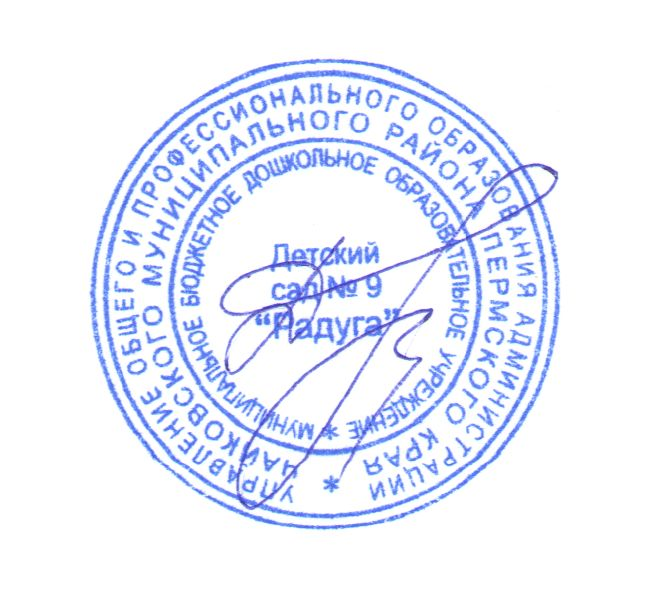 УПРАВЛЕНИЕ ОБЩЕГО И ПРОФЕССИОНАЛЬНОГО ОБРАЗОВАНИЯ АДМИНИСТРАЦИИ *
ЧАЙКОВСКОГО МУНИЦИПАЛЬНОГО РАЙОНА ПЕРМСКОГО КРАЯ
МУНИЦИПАЛЬНОЕ БЮДЖЕТНОЕ ДОШКОЛЬНОЕ ОБРАЗОВАТЕЛЬНОЕ УЧРЕЖДЕНИЕ *
Детский
сад № 9
"Радуга"